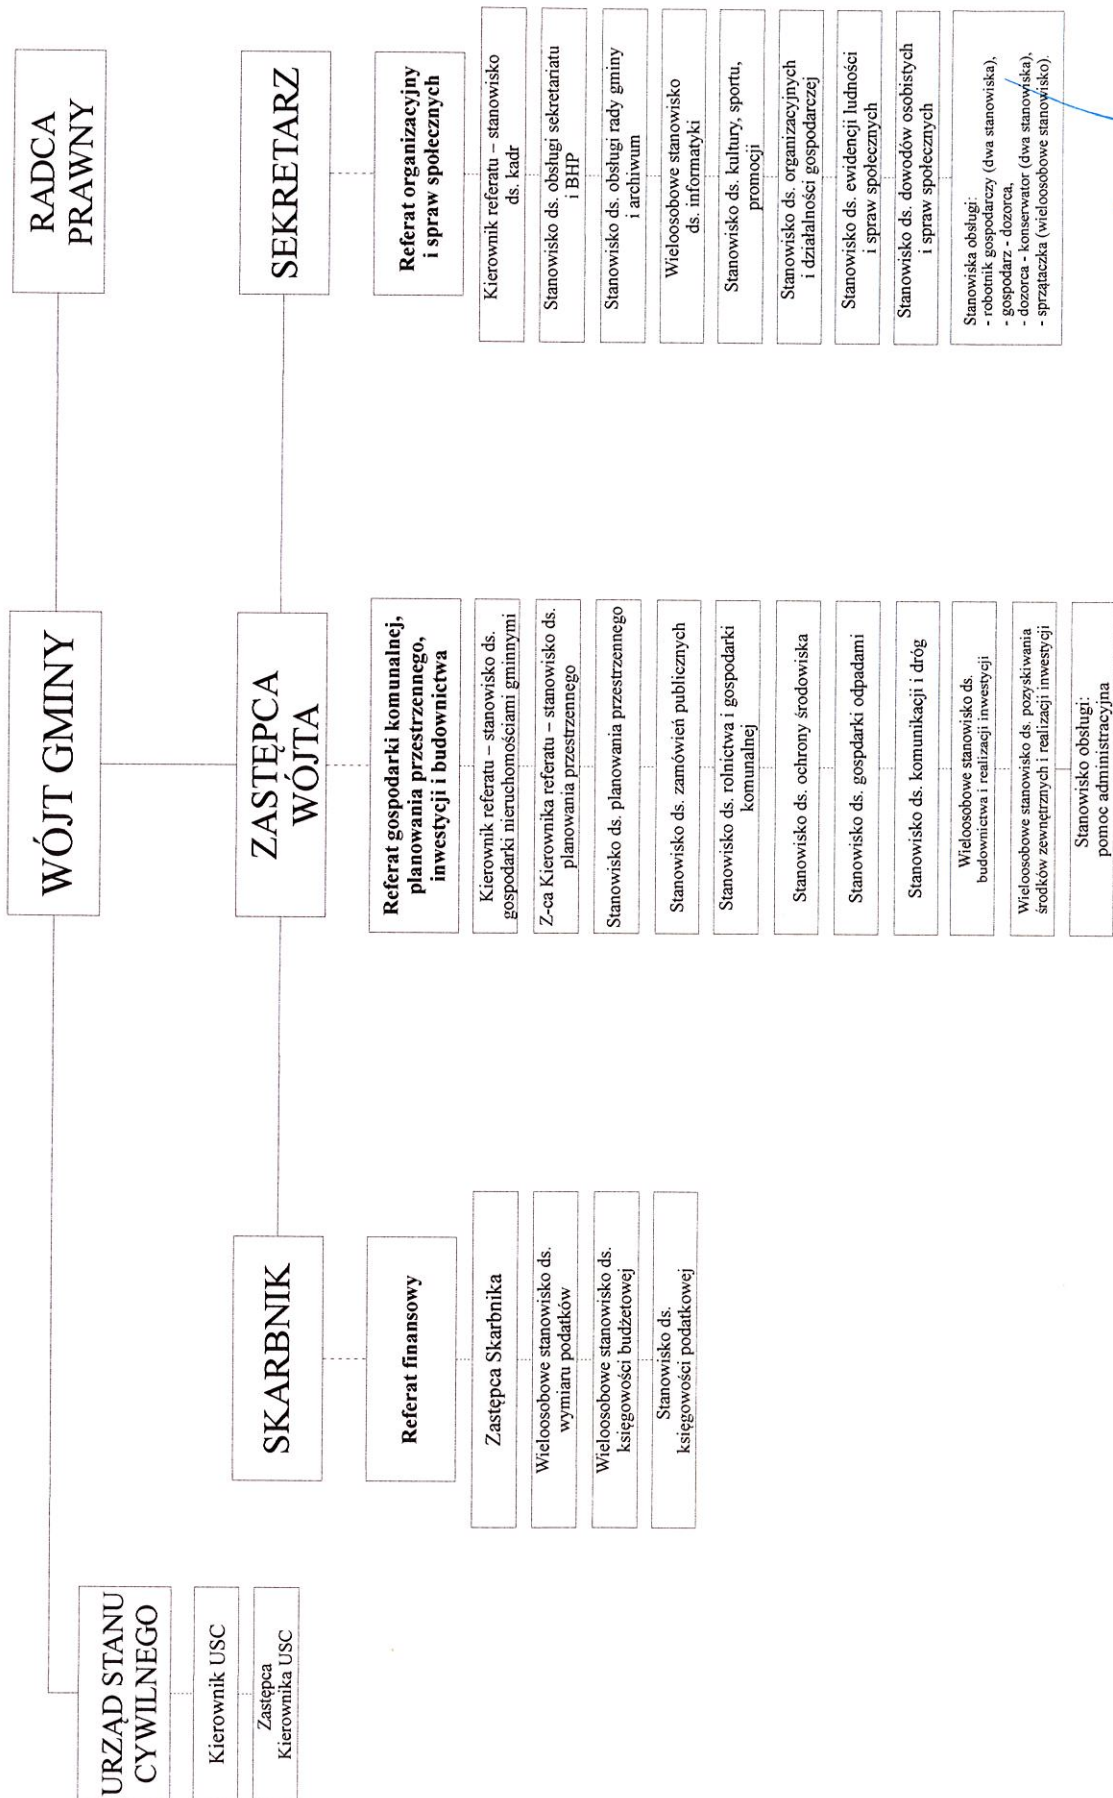 WÓJT GMINY
RADCA
PRAWNY
URZĄD STANU
CYWILNEGO
Kierownik USC
Zastępca
Kierownika USC
SKARBNIK
Referat finansowy
Zastępca Skarbnika
Wieloosobowe stanowisko ds.
wymiaru podatków
Wieloosobowe stanowisko ds.
księgowości budżetowej
Stanowisko ds.
księgowości podatkowej
ZASTĘPCA
WÓJTA
Referat gospodarki komunalnej,
planowania przestrzennego,
inwestycji i budownictwa
Kierownik referatu – stanowisko ds.
gospodarki nieruchomościami gminnymi
Z-ca Kierownika referatu – stanowisko ds.
planowania przestrzennego
Stanowisko ds. planowania przestrzennego
Stanowisko ds. zamówień publicznych
Stanowisko ds. rolnictwa i gospodarki
komunalnej
Stanowisko ds. ochrony środowiska
Stanowisko ds. gospdarki odpadami
Stanowisko ds. komunikacji i dróg
Wieloosobowe stanowisko ds.
budownictwa i realizacji inwestycji
Wieloosobowe stanowisko ds. pozyskiwania
środków zewnętrznych i realizacji inwestycji
Stanowisko obsługi:
pomoc administracyjna
SEKRETARZ
Referat organizacyjny
i spraw społecznych
Kierownik referatu – stanowisko
ds. kadr
Stanowisko ds. obsługi sekretariatu
i BHP
Stanowisko ds. obsługi rady gminy
i archiwum
Wieloosobowe stanowisko
ds. informatyki
Stanowisko ds. kultury, sportu,
promocji
Stanowisko ds. organizacyjnych
i działalności gospodarczej
Stanowisko ds. ewidencji ludności
i spraw społecznych
Stanowisko ds. dowodów osobistych
i spraw społecznych
Stanowiska obsługi:
- robotnik gospodarczy (dwa stanowiska),
- gospodarz - dozorca,
- dozorca - konserwator (dwa stanowiska),
- sprzątaczka (wieloosobowe stanowisko).